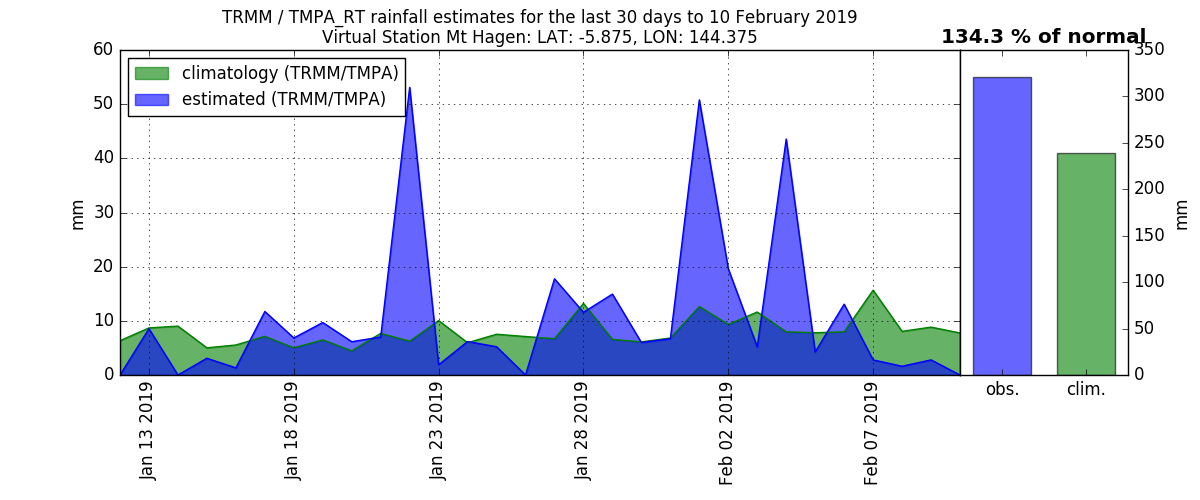 TRMM / TMPA_RT rainfall estimates for the last 30 days to 10 February 2019
Virtual Station Mt Hagen: LAT: -5.875, LON: 144.375
134.3 % of normal
climatology (TRMM/TMPA)
estimated (TRMM/TMPA)
60
50
40
30
20
10
0
mm
Jan 13 2019
Jan 18 2019
Jan 23 2019
Jan 28 2019
Feb 02 2019
Feb 07 2019
350
300
250
200
150
100
50
0
mm
obs.
clim.